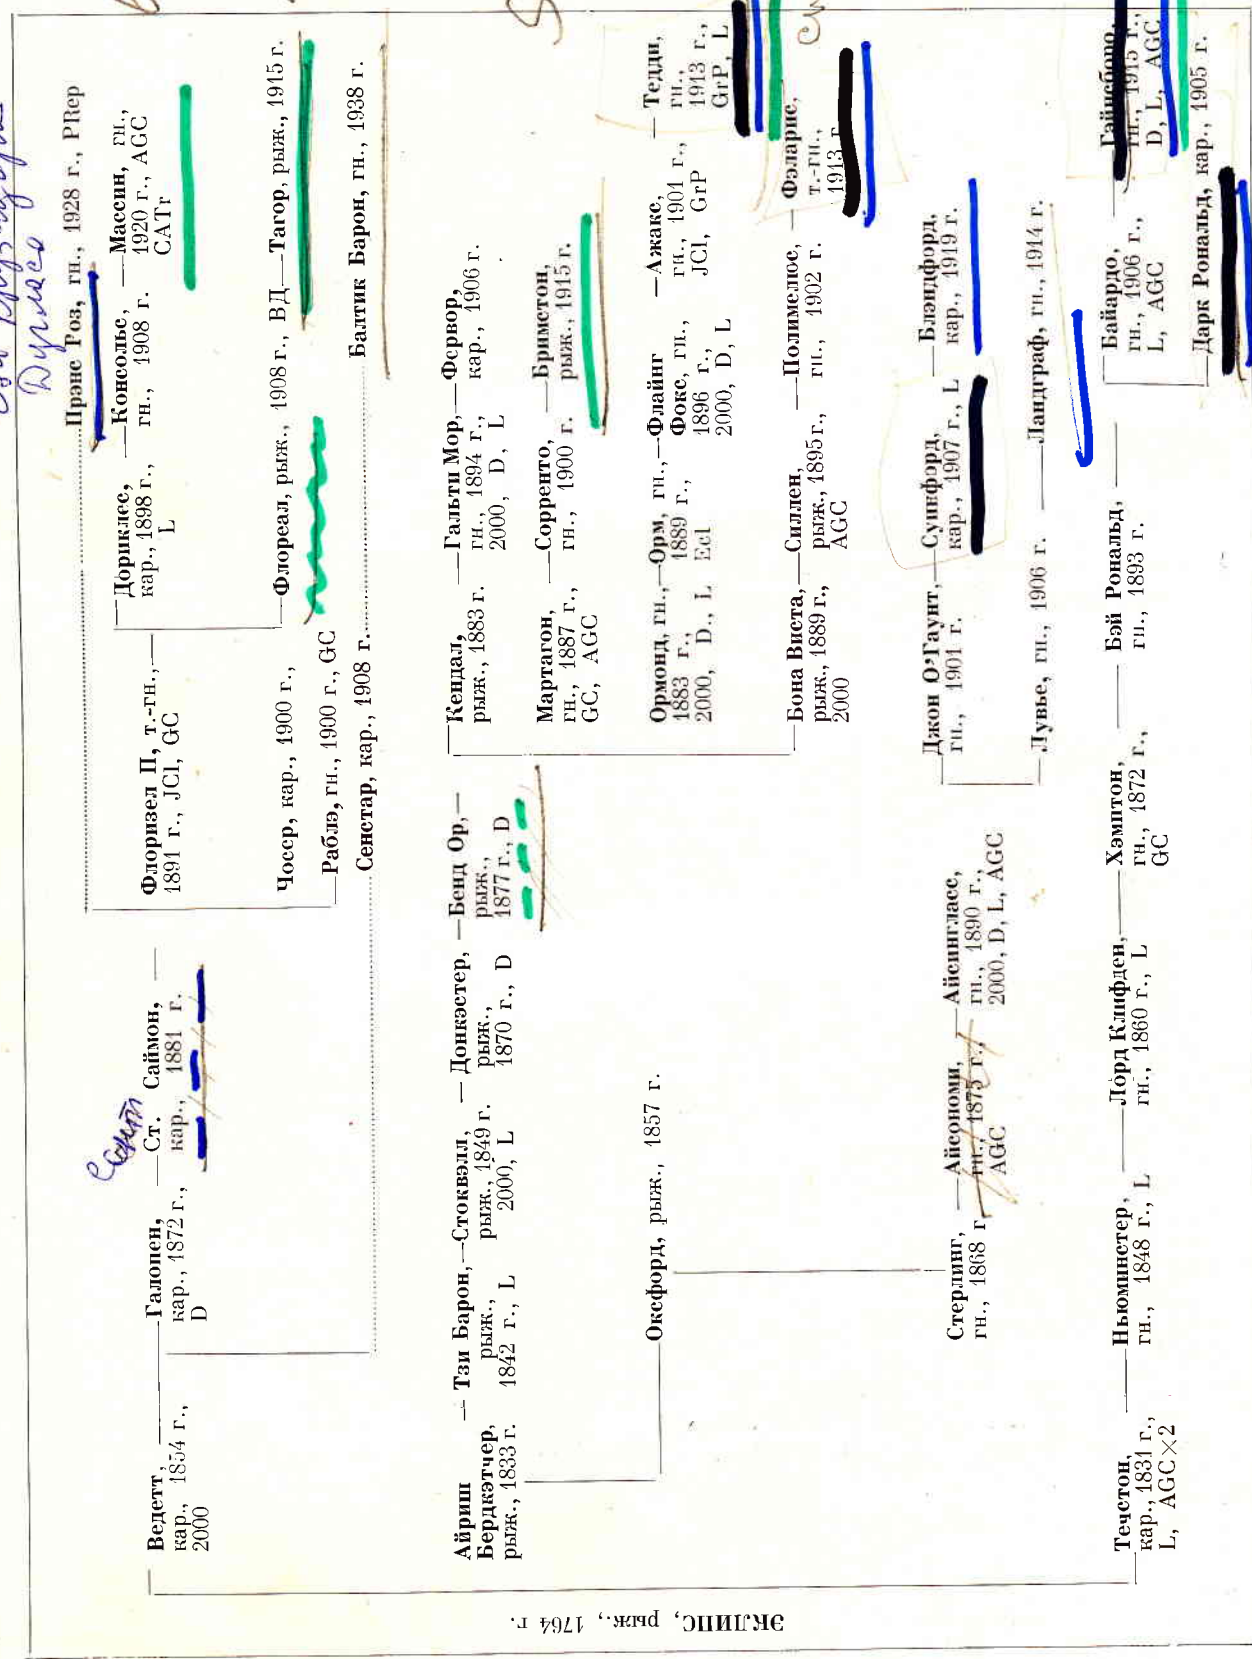 Дугласо
Прэнс Роз, гн., 1928 г., PRep
Дориклес,
кар., 1898 г.,
L
Консолье,
гн., 1908 г.
Массин, гн.,
1920 г., AGC
CATr
Флоризел II, т.-гн.,
1891 г., JCl, GC
Флореал, рыж., 1908 г., ВД
Тагор, рыж., 1915 г.
Чосер, кар., 1900 г.,
Раблэ, гн., 1900 г., GC
Сенстар, кар., 1908 г.
Балтик Барон, гн., 1938 г.
Ведетт,
кар., 1854 г.,
2000
Галопен,
кар., 1872 г.,
D
Сант
Ст. Саймон,
кар., 1881 г.
Айриш
Бердкэтчер,
рыж., 1833 г.
Тзи Барон,
рыж.,
1842 г., L
Стоквэлл,
рыж., 1849 г.
2000, L
Донкэстер,
рыж.,
1870 г., D
Бенд Ор,
рыж.,
1877 г., D
Кендал,
рыж., 1883 г.
Гальти Мор,
гн., 1894 г.,
2000, D, L
Фервор,
кар., 1906 г.
Мартагон,
гн., 1887 г.,
GC, AGC
Сорренто,
гн., 1900 г.
Бримстон,
рыж., 1915 г.
Ормонд, гн.,
1883 г.,
2000, D., L
Орм, гн.,
1889 г.,
Ecl
Флайинг
Фокс, гн.,
1896 г.,
2000, D, L
Ажакс,
гн., 1901 г.,
JCl, GrP
Тедди,
гн.,
1913 г.,
GrP, L
Бона Виста,
рыж., 1889 г.,
2000
Силлен,
рыж., 1895 г.,
AGC
Полимелюс,
гн., 1902 г.
Фэларис,
т.-гн.,
1913 г.
Оксфорд, рыж., 1857 г.
Стерлинг,
гн., 1868 г.
Айсономи,
гн., 1875 г.,
AGC
Айсингласс,
гн., 1890 г.,
2000, D, L, AGC
Джон О'Гаунт,
гн., 1901 г.
Суинфорд,
кар., 1907 г., L
Блэндфорд,
кар., 1919 г.
Лувье, гн., 1906 г.
Ландграф, гн., 1914 г.
Течстон,
кар., 1831 г.,
L, AGC×2
Ньюминстер,
гн., 1848 г., L
Лорд Клифден,
гн., 1860 г., L
Хэмптон,
гн., 1872 г.,
GC
Бэй Рональд,
гн., 1893 г.
Байардо,
гн., 1906 г.,
L, AGC
Гайнсборо,
гн., 1915 г.,
D, L, AGC
Дарк Рональд, кар., 1905 г.
ЭКЛИПС, рыж., 1764 г.